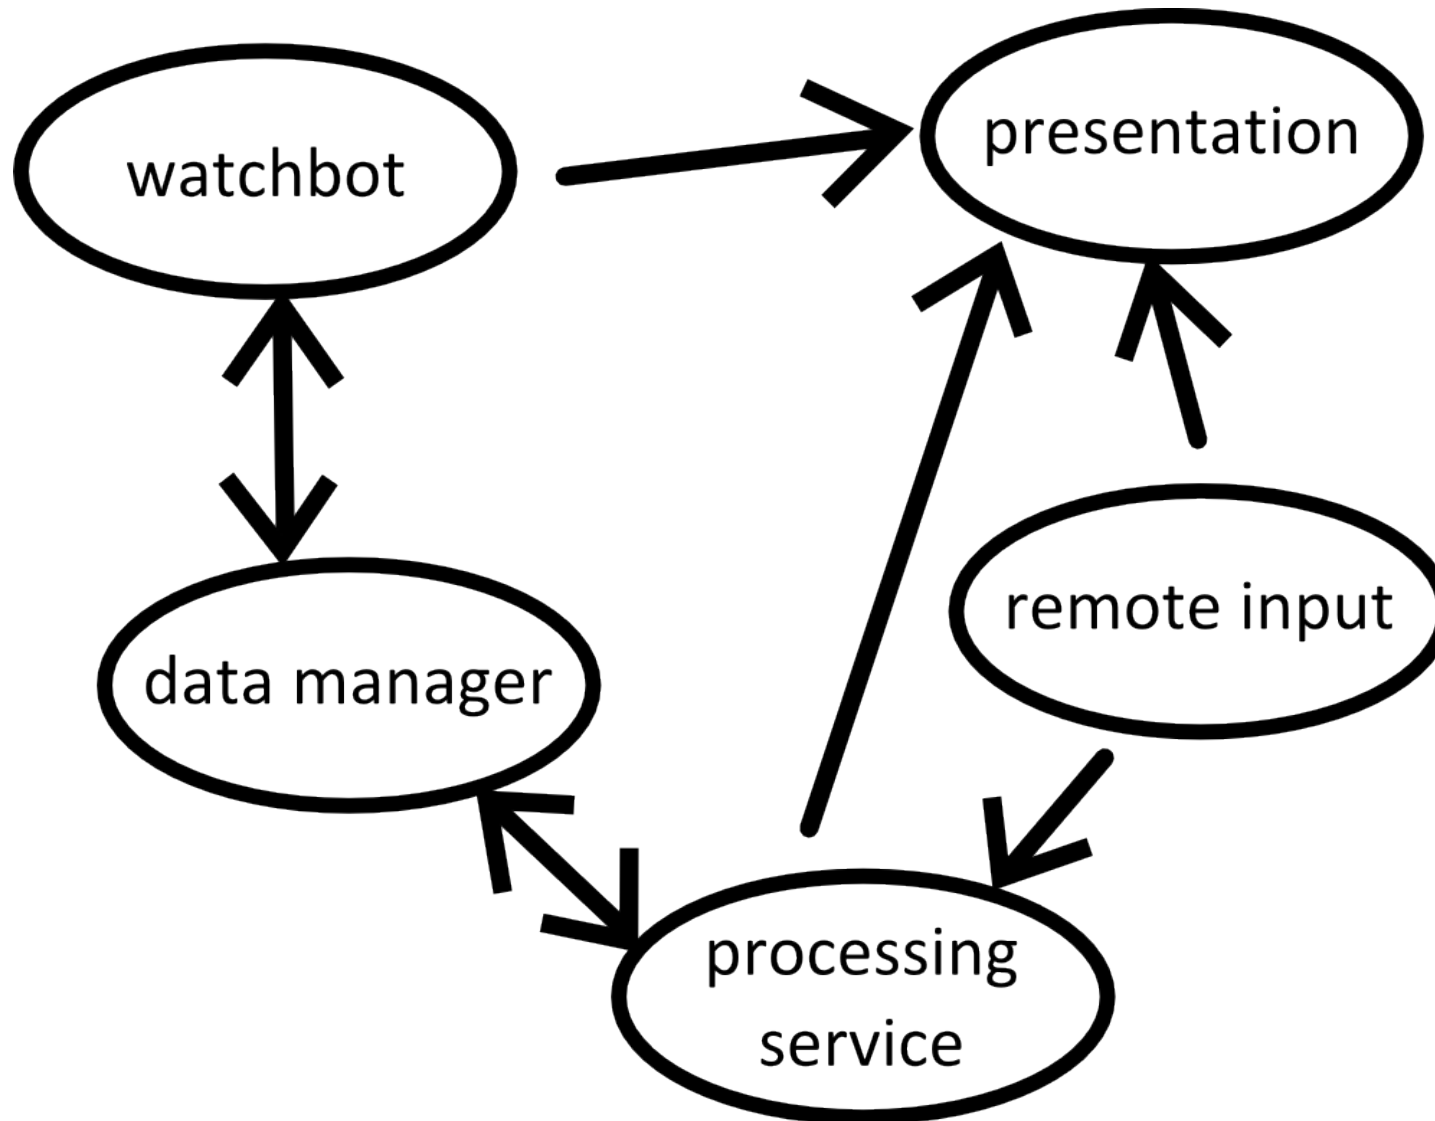 watchbot
presentation
remote input
data manager
processing
service